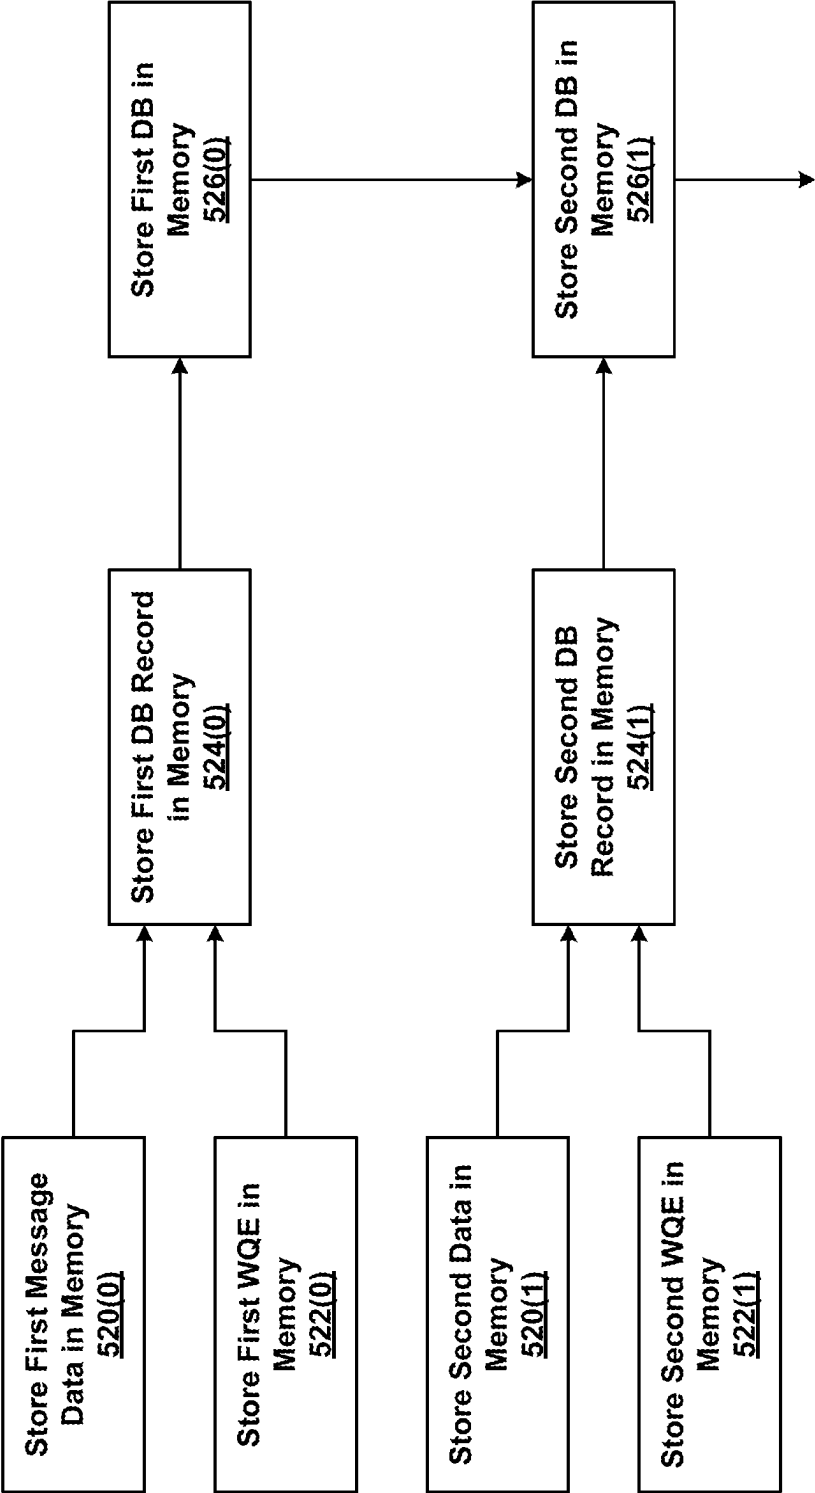 Store First Message
Data in Memory
520(0)
Store First WQE in
Memory
522(0)
Store Second Data in
Memory
520(1)
Store Second WQE in
Memory
522(1)
Store First DB Record
in Memory
524(0)
Store Second DB
Record in Memory
524(1)
Store First DB in
Memory
526(0)
Store Second DB in
Memory
526(1)